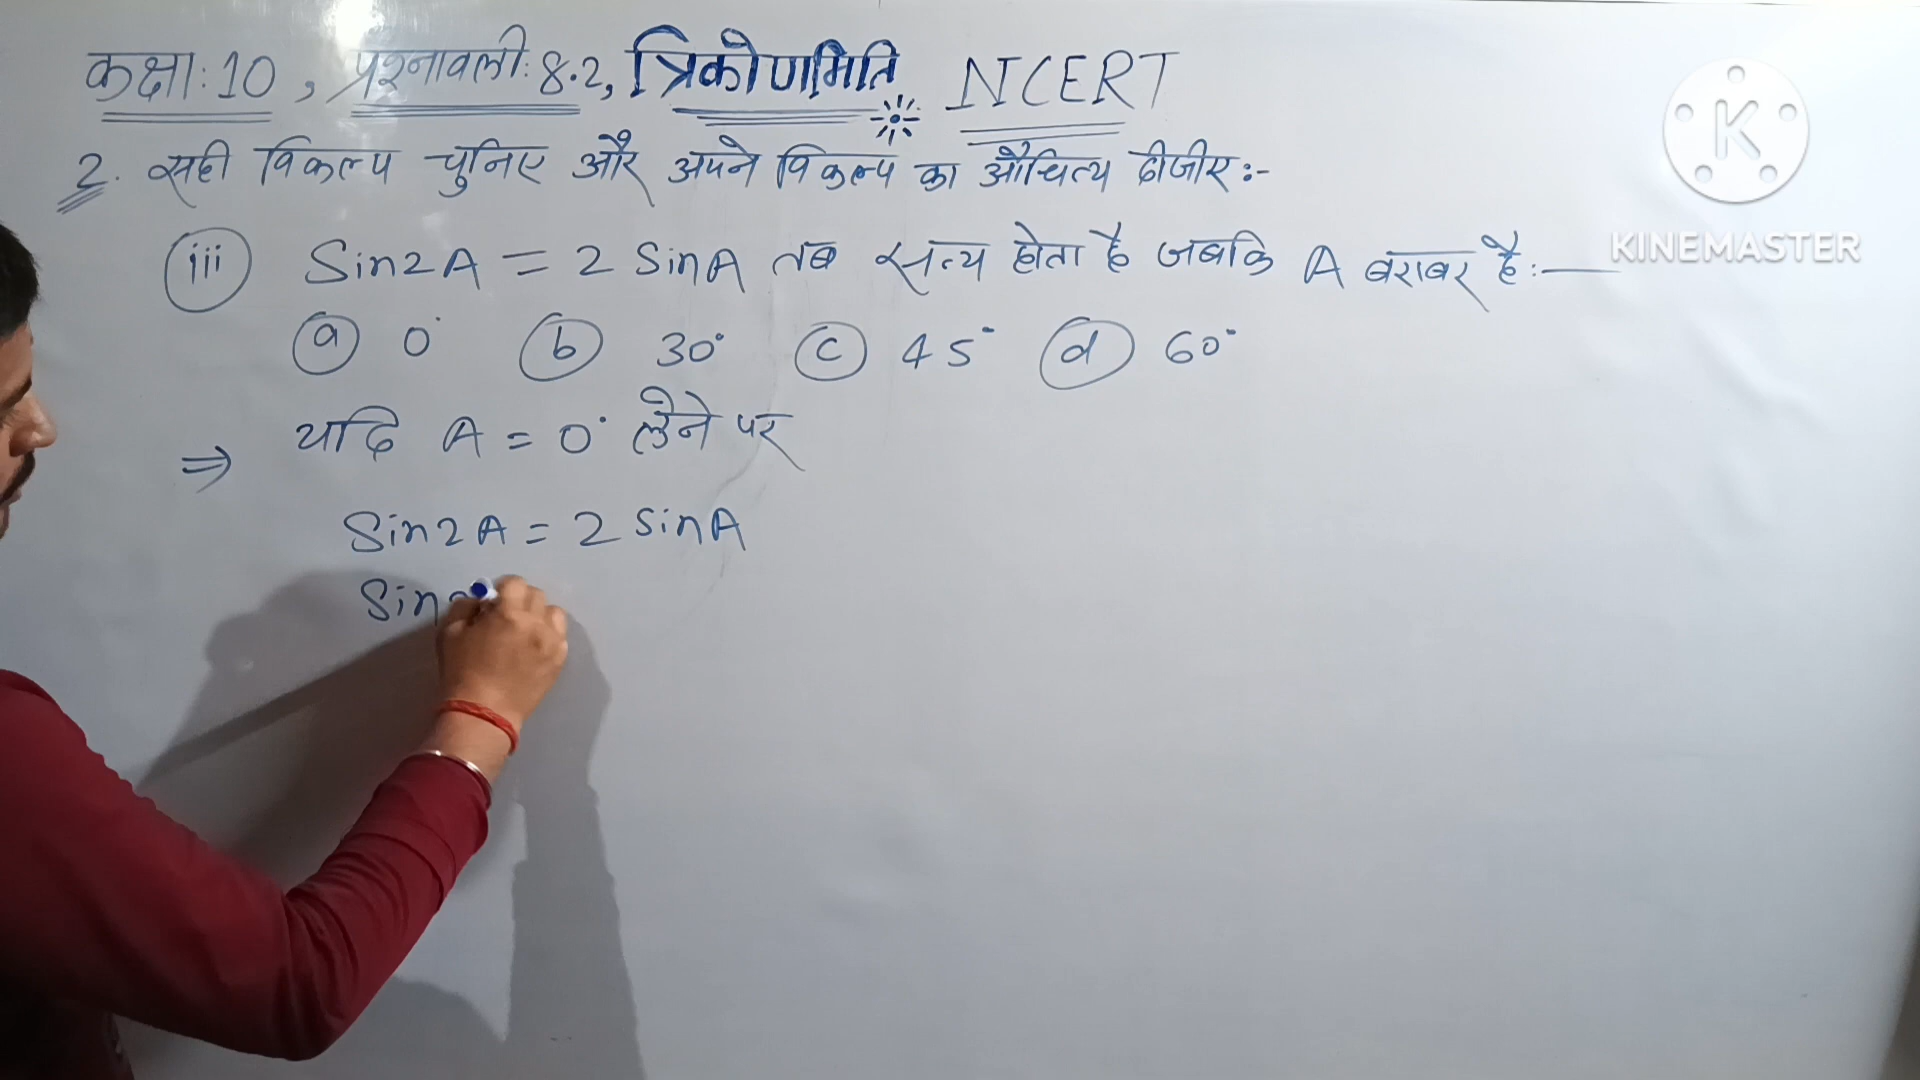 कक्षा: 10, प्रश्नावली: 8.2, त्रिकोणमिति NCERT
2. सही विकल्प चुनिए और अपने विकल्प का औचित्य दीजीए :-
iii Sin2A = 2 SinA तब सत्य होता है जबकि A बराबर है :—
a 0° b 30° c 45° d 60°
⇒ यदि A = 0° लेने पर
Sin2A = 2 SinA
Sin
K
KINEMASTER